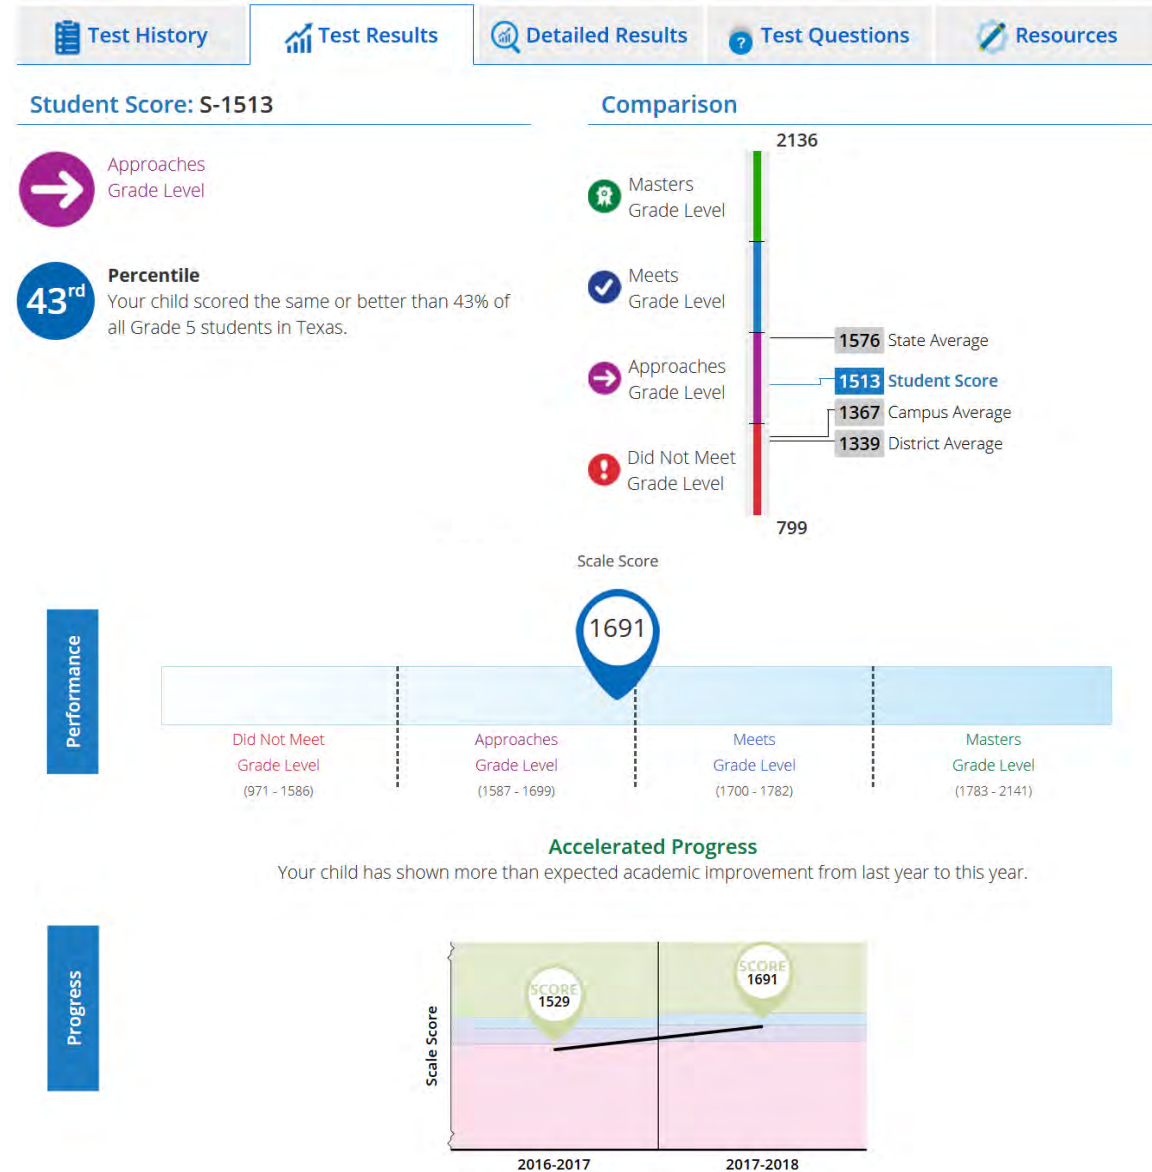 Test History
Test Results
Detailed Results
?
Test Questions
Resources
Student Score: S-1513
Approaches
Grade Level
43rd
Percentile
Your child scored the same or better than 43% of
all Grade 5 students in Texas.
Comparison
2136
Masters
Grade Level
Meets
Grade Level
Approaches
Grade Level
Did Not Meet
Grade Level
1576 State Average
1513 Student Score
1367 Campus Average
1339 District Average
799
Scale Score
1691
Performance
Did Not Meet
Grade Level
(971 - 1586)
Approaches
Grade Level
(1587 - 1699)
Meets
Grade Level
(1700 - 1782)
Masters
Grade Level
(1783 - 2141)
Accelerated Progress
Your child has shown more than expected academic improvement from last year to this year.
Progress
Scale Score
SCORE
1529
SCORE
1691
2016-2017
2017-2018